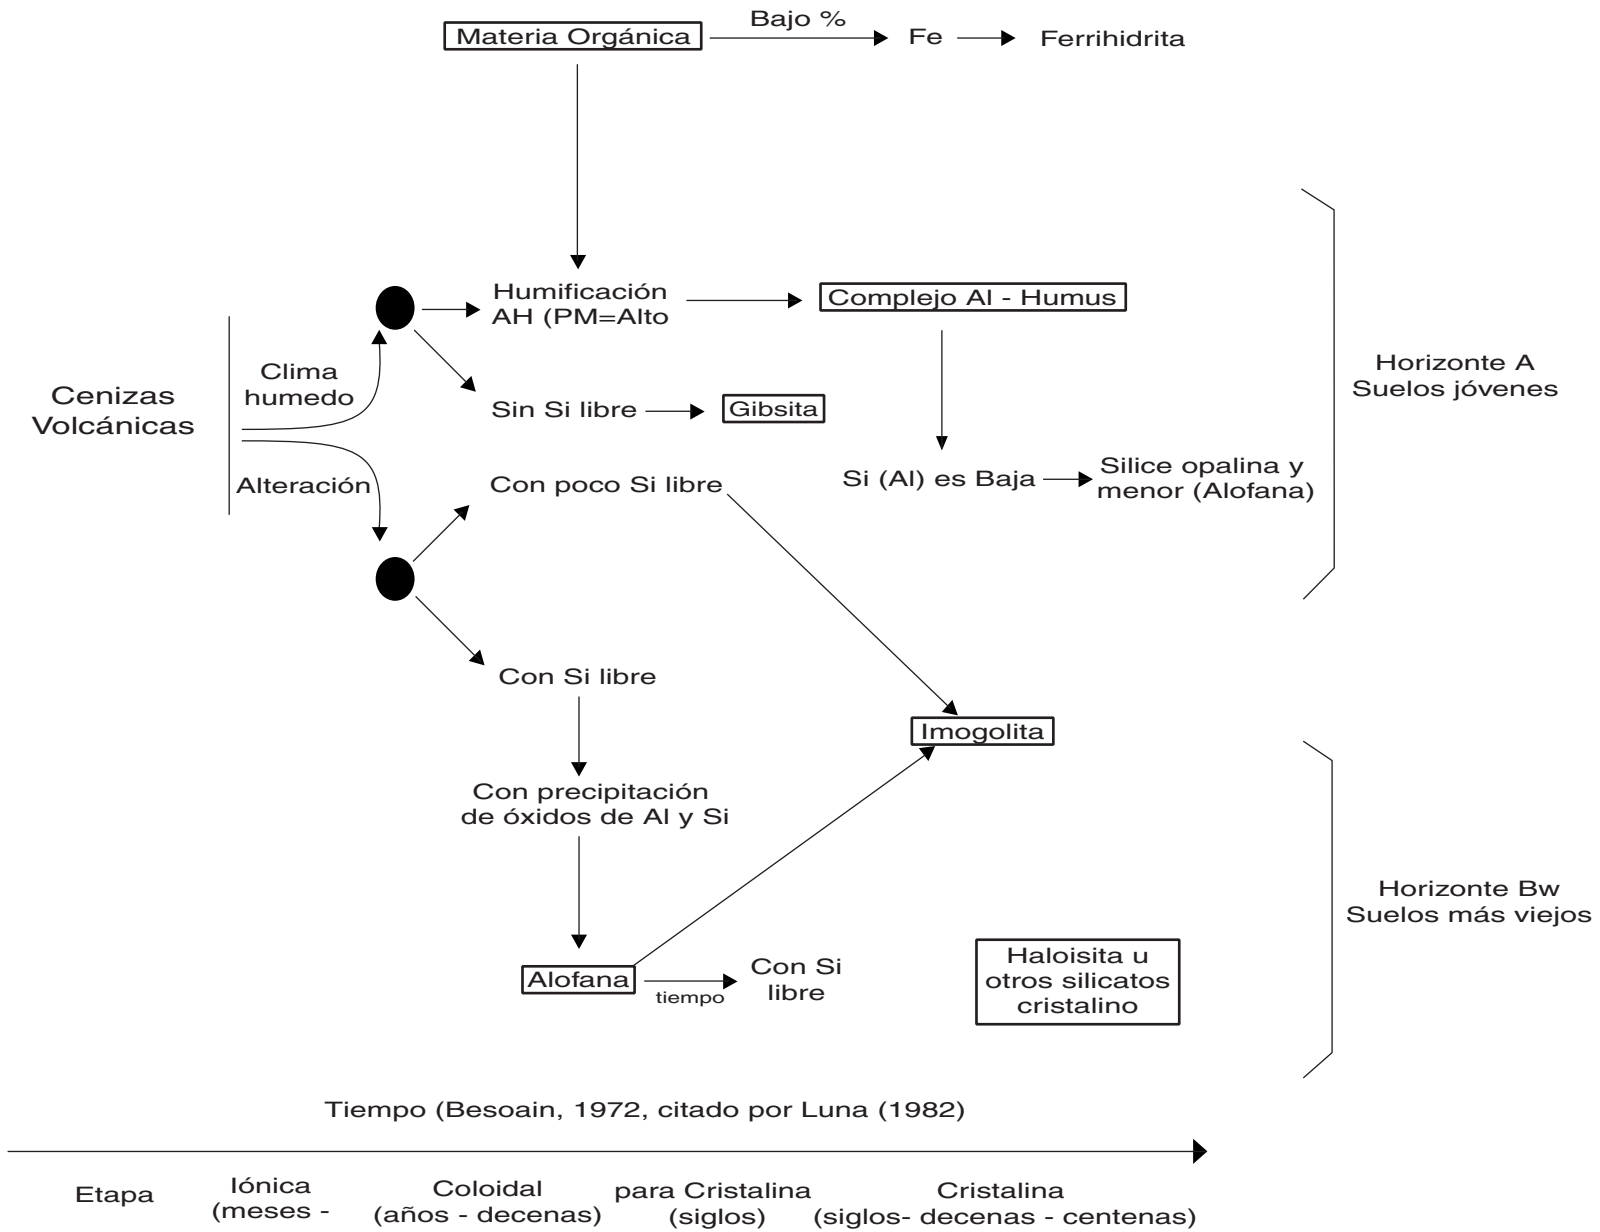 Bajo %
Materia Orgánica
Fe
Ferrihidrita
Humificación
AH (PM=Alto
Complejo Al - Humus
Clima
humedo
Cenizas
Volcánicas
Sin Si libre
Gibsita
Horizonte A
Suelos jóvenes
Alteración
Con poco Si libre
Si (Al) es Baja
Silice opalina y
menor (Alofana)
Con Si libre
Imogolita
Con precipitación
de óxidos de Al y Si
Horizonte Bw
Suelos más viejos
Alofana
tiempo
Con Si
libre
Haloisita u
otros silicatos
cristalino
Tiempo (Besoain, 1972, citado por Luna (1982)
Etapa
Iónica
(meses -
Coloidal
(años - decenas)
para Cristalina
(siglos)
Cristalina
(siglos- decenas - centenas)